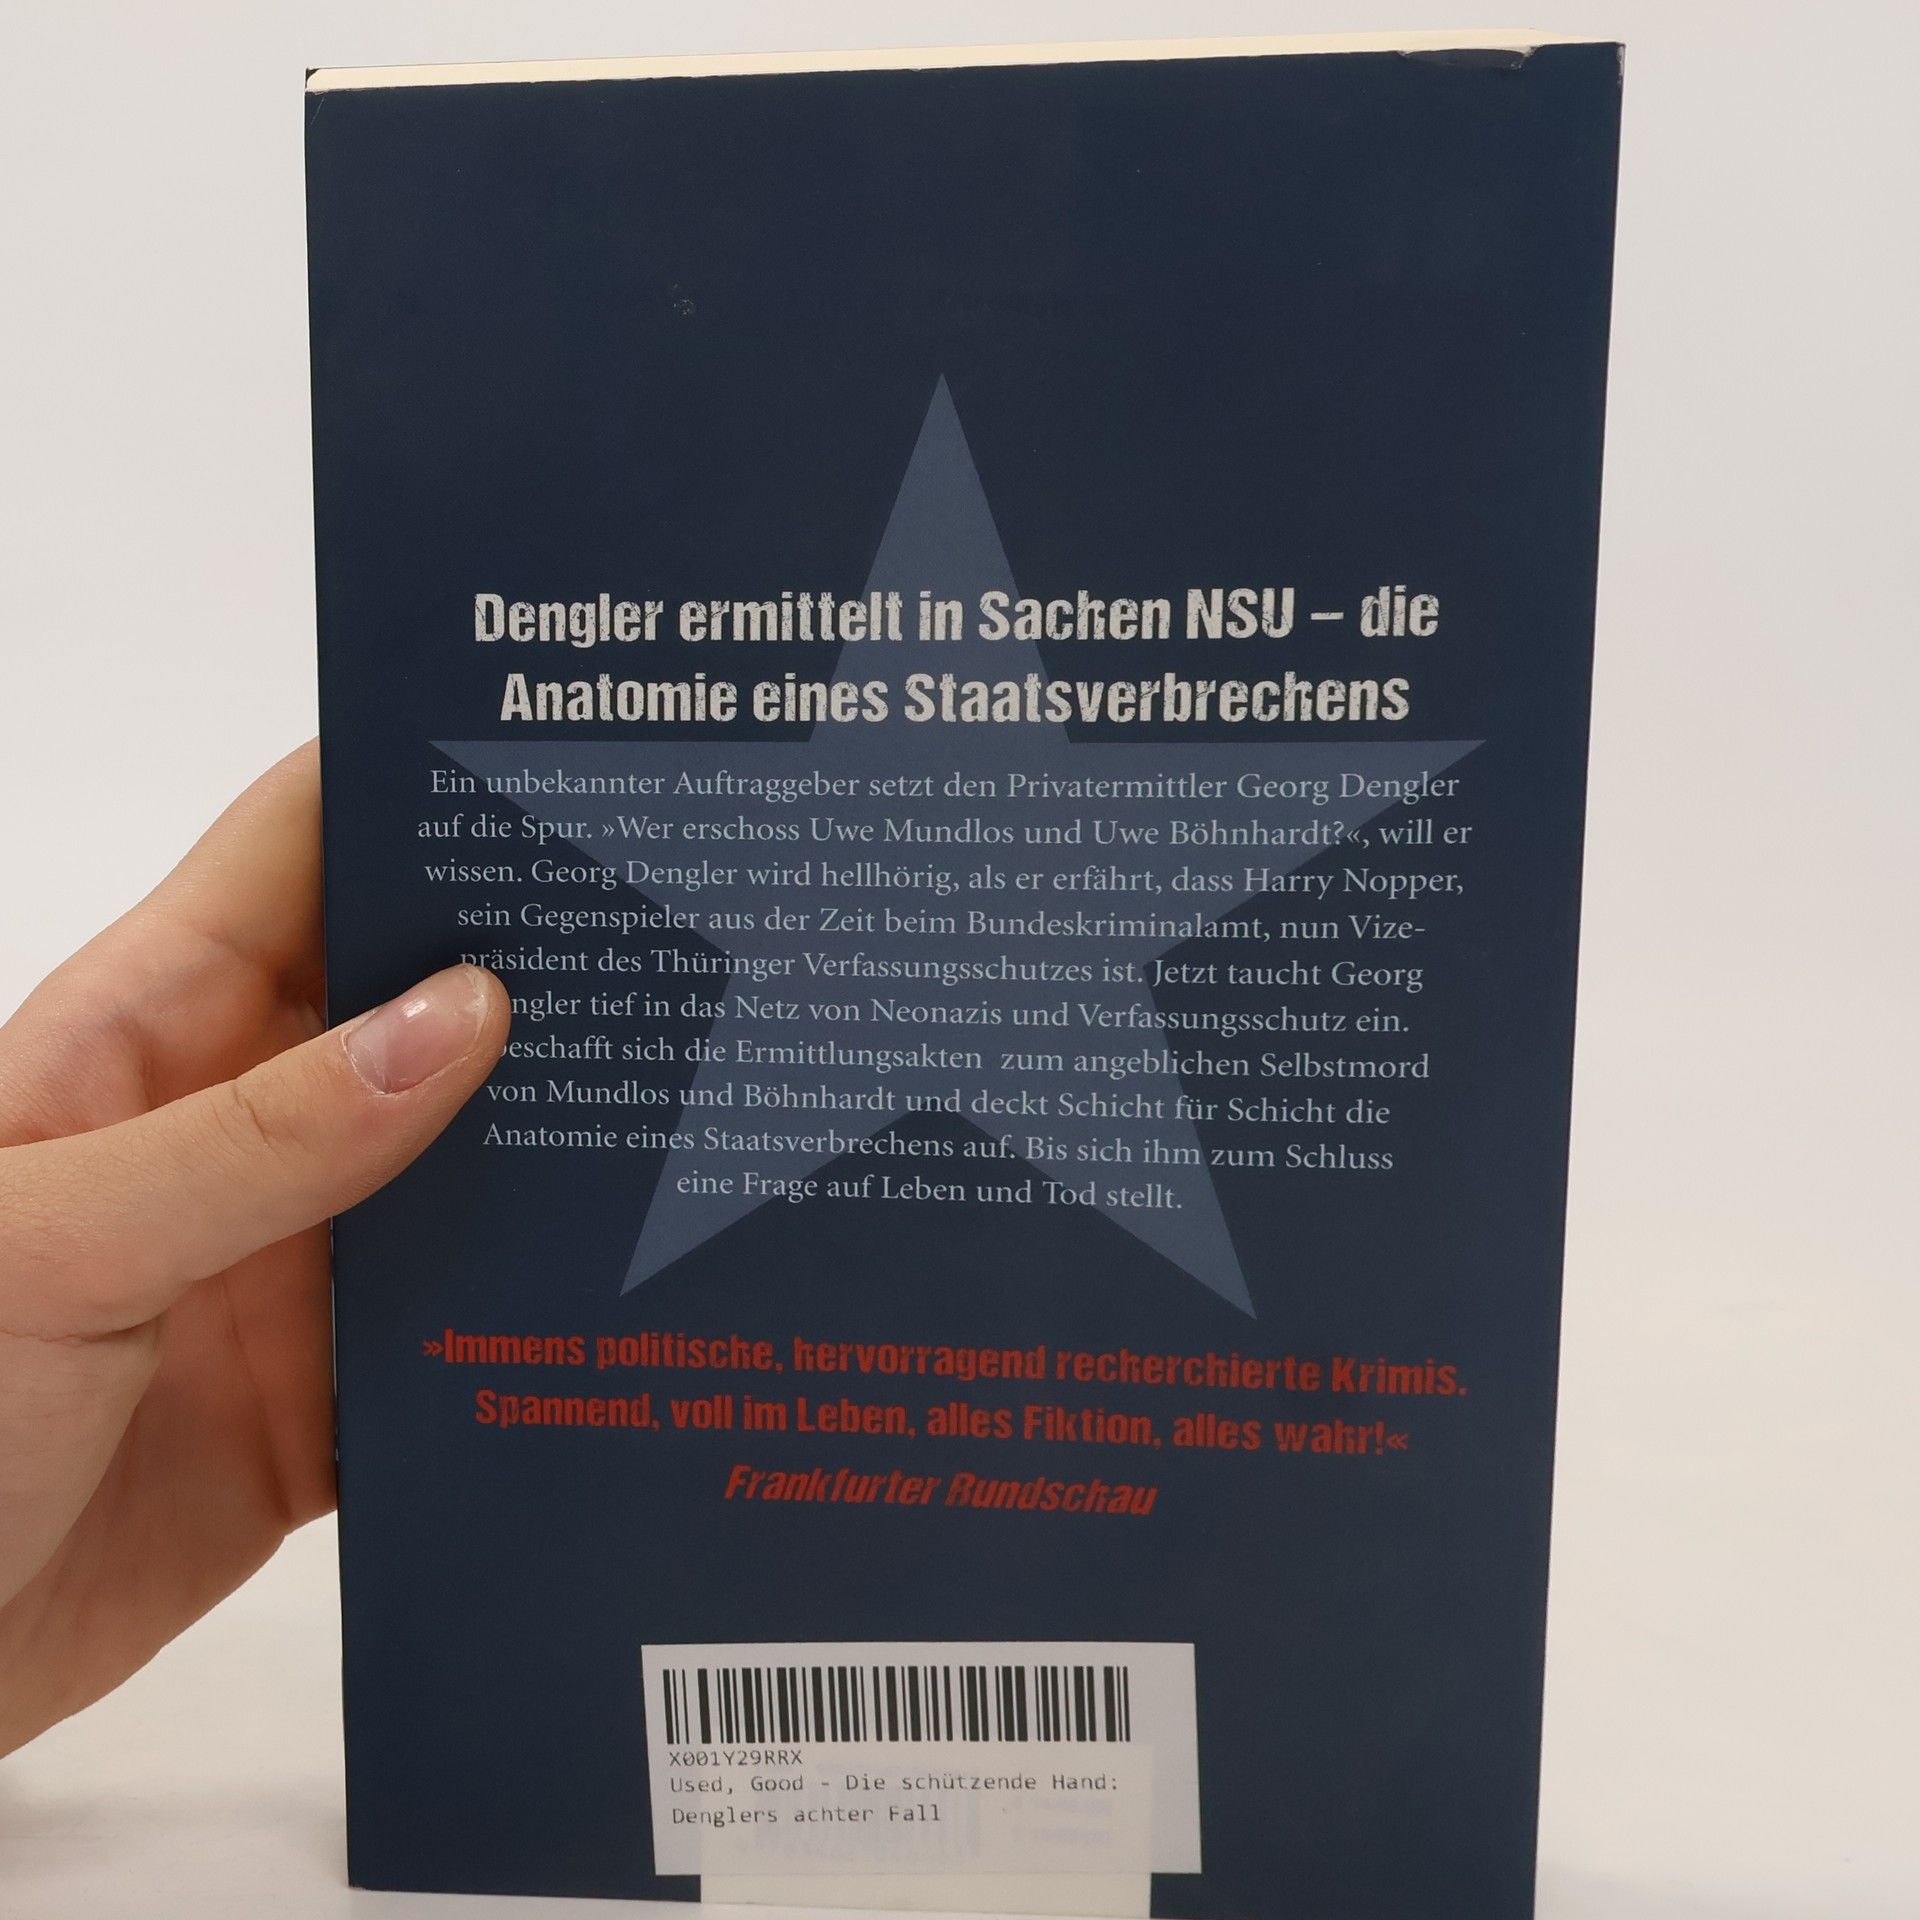 Dengler ermittelt in Sachen NSU – die
Anatomie eines Staatsverbrechens
Ein unbekannter Auftraggeber setzt den Privatermittler Georg Dengler
auf die Spur. »Wer erschoss Uwe Mundlos und Uwe Böhnhardt?«, will er
wissen. Georg Dengler wird hellhörig, als er erfährt, dass Harry Nopper,
sein Gegenspieler aus der Zeit beim Bundeskriminalamt, nun Vize-
präsident des Thüringer Verfassungsschutzes ist. Jetzt taucht Georg
ngler tief in das Netz von Neonazis und Verfassungsschutz ein.
beschafft sich die Ermittlungsakten zum angeblichen Selbstmord
von Mundlos und Böhnhardt und deckt Schicht für Schicht die
Anatomie eines Staatsverbrechens auf. Bis sich ihm zum Schluss
eine Frage auf Leben und Tod stellt.
»Immens politische, hervorragend recherchierte Krimis.
Spannend, voll im Leben, alles Fiktion, alles wahr!«
Frankfurter Rundschau
X001Y29RRX
Used, Good - Die schützende Hand:
Denglers achter Fall